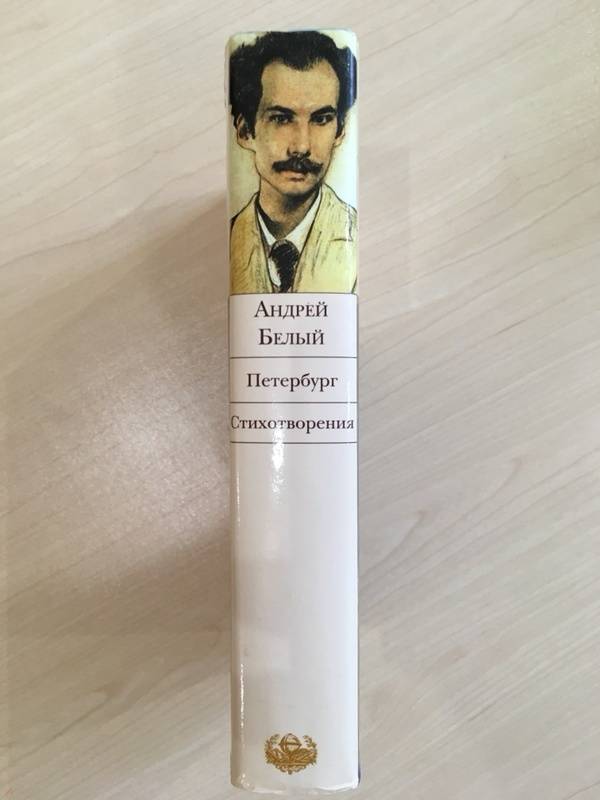 Андрей
Белый
Петербург
Стихотворения